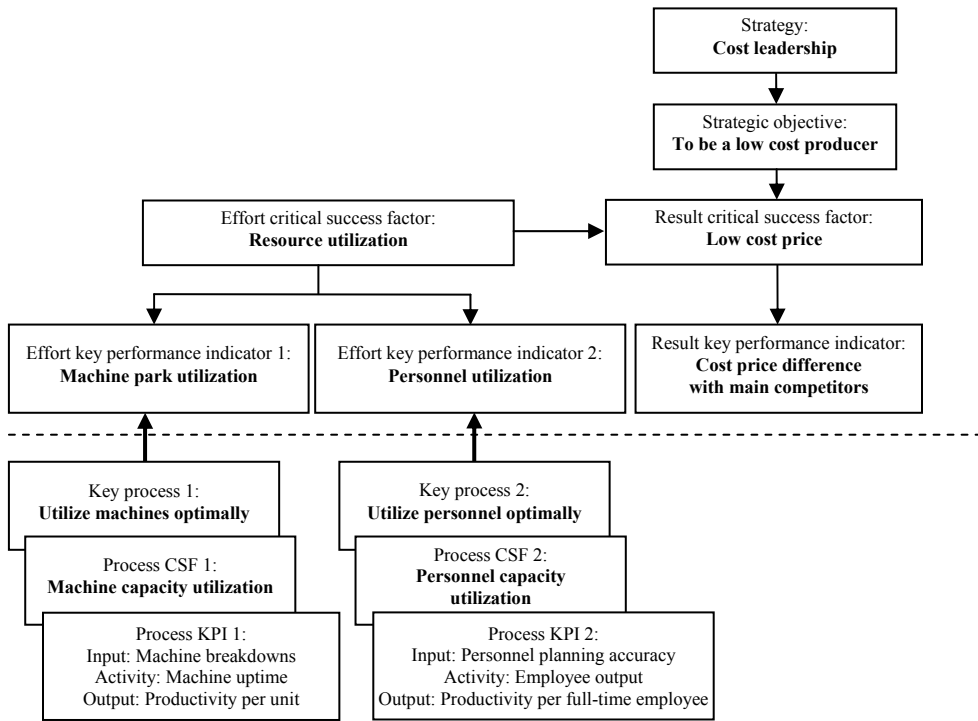 Strategy:
Cost leadership
Strategic objective:
To be a low cost producer
Effort critical success factor:
Resource utilization
Result critical success factor:
Low cost price
Effort key performance indicator 1:
Machine park utilization
Effort key performance indicator 2:
Personnel utilization
Result key performance indicator:
Cost price difference
with main competitors
Key process 1:
Utilize machines optimally
Process CSF 1:
Machine capacity utilization
Process KPI 1:
Input: Machine breakdowns
Activity: Machine uptime
Output: Productivity per unit
Key process 2:
Utilize personnel optimally
Process CSF 2:
Personnel capacity
utilization
Process KPI 2:
Input: Personnel planning accuracy
Activity: Employee output
Output: Productivity per full-time employee